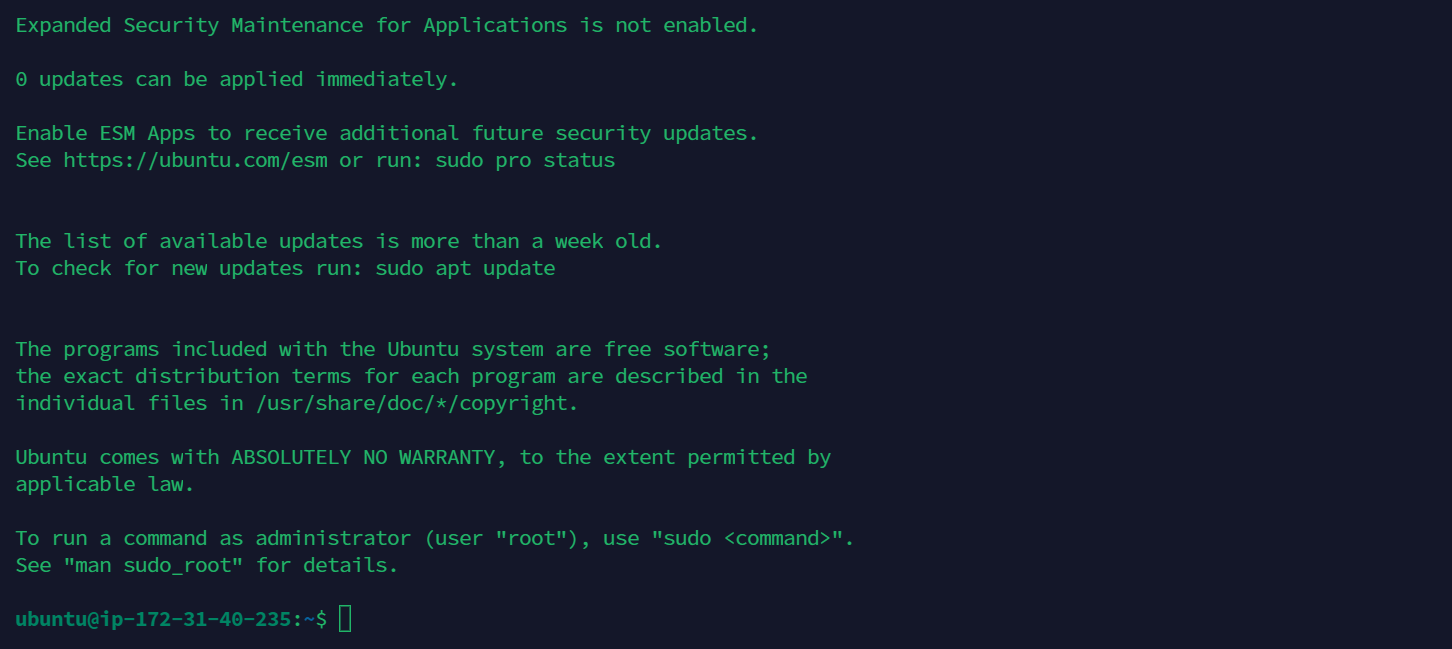 Expanded Security Maintenance for Applications is not enabled.
0 updates can be applied immediately.
Enable ESM Apps to receive additional future security updates.
See https://ubuntu.com/esm or run: sudo pro status
The list of available updates is more than a week old.
To check for new updates run: sudo apt update
The programs included with the Ubuntu system are free software;
the exact distribution terms for each program are described in the
individual files in /usr/share/doc/*/copyright.
Ubuntu comes with ABSOLUTELY NO WARRANTY, to the extent permitted by
applicable law.
To run a command as administrator (user "root"), use "sudo <command>".
See "man sudo_root" for details.
ubuntu@ip-172-31-40-235:~$